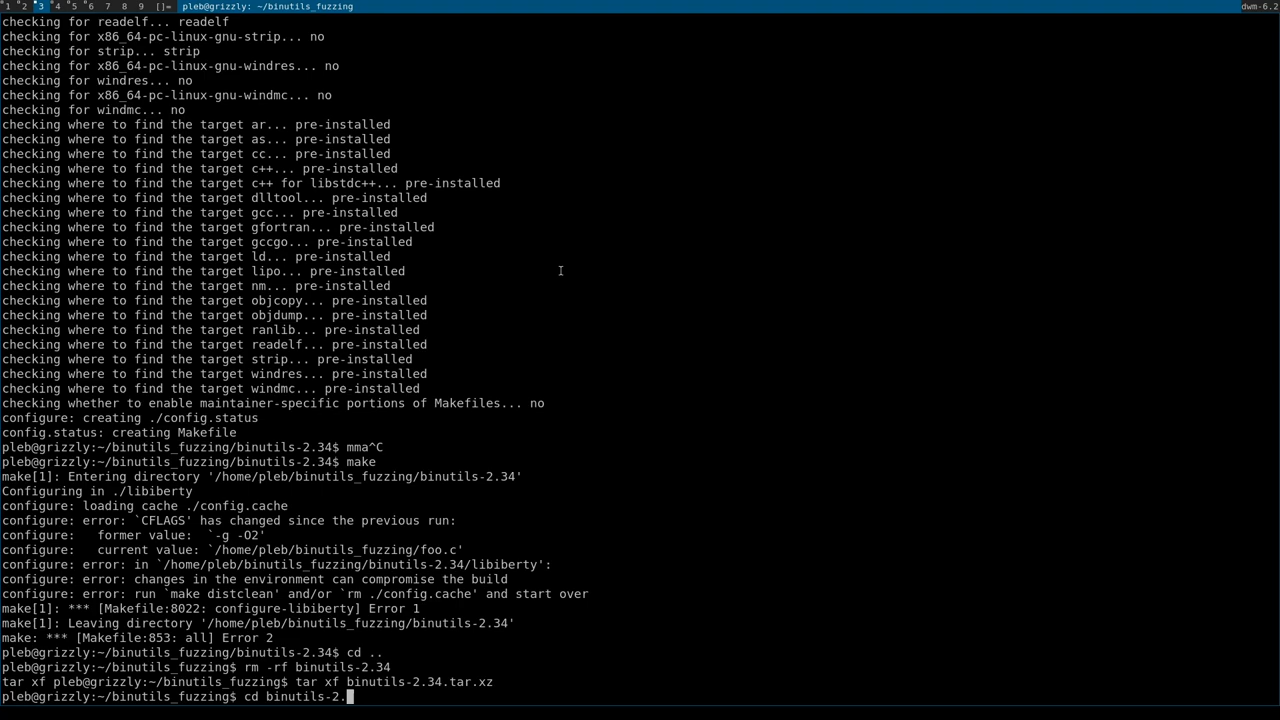 1 2 3 4 5 6 7 8 9 []= pleb@grizzly: ~/binutils_fuzzing dwm-6.2
checking for readelf... readelf
checking for x86_64-pc-linux-gnu-strip... no
checking for strip... strip
checking for x86_64-pc-linux-gnu-windres... no
checking for windres... no
checking for x86_64-pc-linux-gnu-windmc... no
checking for windmc... no
checking where to find the target ar... pre-installed
checking where to find the target as... pre-installed
checking where to find the target cc... pre-installed
checking where to find the target c++... pre-installed
checking where to find the target c++ for libstdc++... pre-installed
checking where to find the target dlltool... pre-installed
checking where to find the target gcc... pre-installed
checking where to find the target gfortran... pre-installed
checking where to find the target gccgo... pre-installed
checking where to find the target ld... pre-installed
checking where to find the target lipo... pre-installed
checking where to find the target nm... pre-installed
checking where to find the target objcopy... pre-installed
checking where to find the target objdump... pre-installed
checking where to find the target ranlib... pre-installed
checking where to find the target readelf... pre-installed
checking where to find the target strip... pre-installed
checking where to find the target windres... pre-installed
checking where to find the target windmc... pre-installed
checking whether to enable maintainer-specific portions of Makefiles... no
configure: creating ./config.status
config.status: creating Makefile
pleb@grizzly:~/binutils_fuzzing/binutils-2.34$ mma^C
pleb@grizzly:~/binutils_fuzzing/binutils-2.34$ make
make[1]: Entering directory '/home/pleb/binutils_fuzzing/binutils-2.34'
Configuring in ./libiberty
configure: loading cache ./config.cache
configure: error: `CFLAGS' has changed since the previous run:
configure:   former value:  `-g -O2'
configure:   current value: `/home/pleb/binutils_fuzzing/foo.c'
configure: error: in `/home/pleb/binutils_fuzzing/binutils-2.34/libiberty':
configure: error: changes in the environment can compromise the build
configure: error: run `make distclean' and/or `rm ./config.cache' and start over
make[1]: *** [Makefile:8022: configure-libiberty] Error 1
make[1]: Leaving directory '/home/pleb/binutils_fuzzing/binutils-2.34'
make: *** [Makefile:853: all] Error 2
pleb@grizzly:~/binutils_fuzzing/binutils-2.34$ cd ..
pleb@grizzly:~/binutils_fuzzing$ rm -rf binutils-2.34
tar xf pleb@grizzly:~/binutils_fuzzing$ tar xf binutils-2.34.tar.xz
pleb@grizzly:~/binutils_fuzzing$ cd binutils-2.